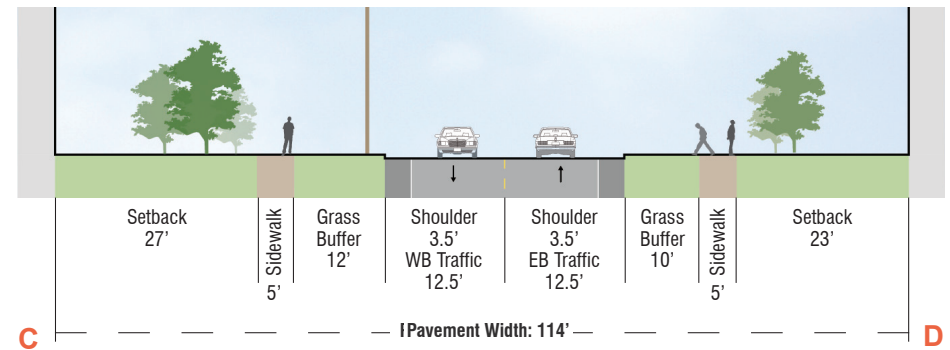 Setback
27'
Sidewalk
5'
Grass
Buffer
12'
Shoulder
3.5'
WB Traffic
12.5'
Shoulder
3.5'
EB Traffic
12.5'
Grass
Buffer
10'
Sidewalk
5'
Setback
23'
C
Pavement Width: 114'
D